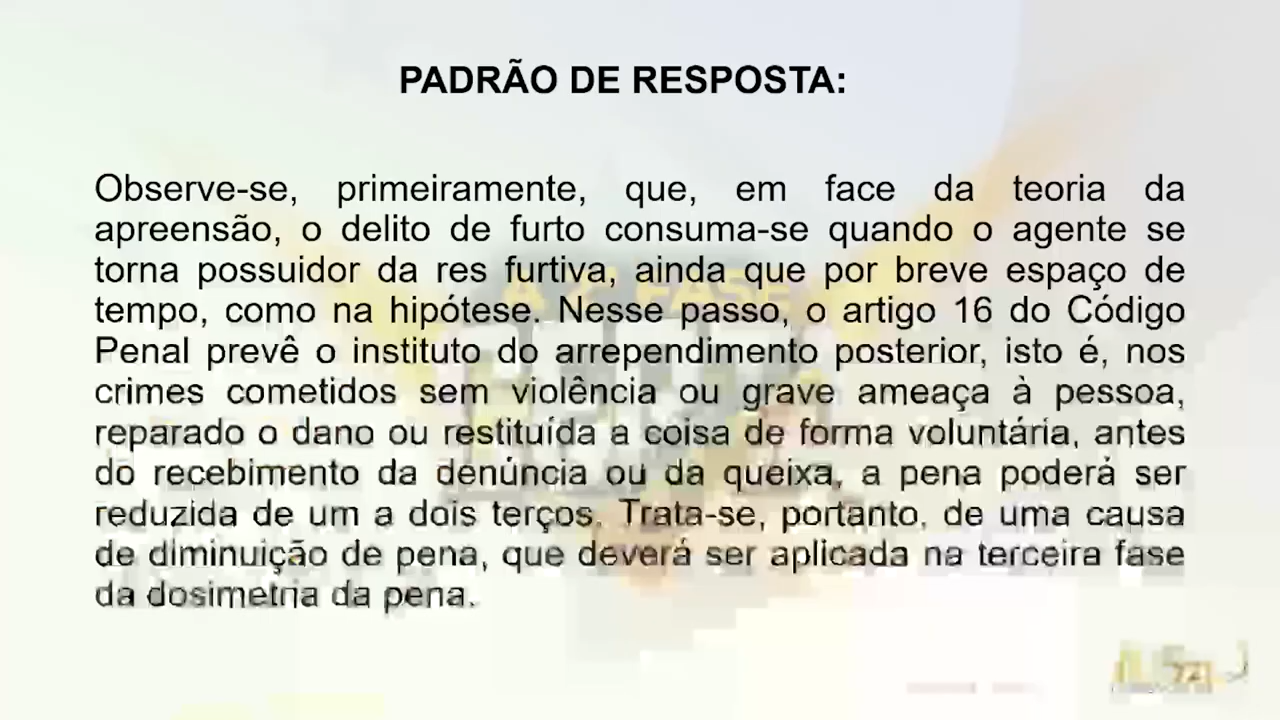 PADRÃO DE RESPOSTA:
Observe-se, primeiramente, que, em face da teoria da
apreensão, o delito de furto consuma-se quando o agente se
torna possuidor da res furtiva, ainda que por breve espaço de
tempo, como na hipótese. Nesse passo, o artigo 16 do Código
Penal prevê o instituto do arrependimento posterior, isto é, nos
crimes cometidos sem violência ou grave ameaça à pessoa,
reparado o dano ou restituída a coisa de forma voluntária, antes
do recebimento da denúncia ou da queixa, a pena poderá ser
reduzida de um a dois terços. Trata-se, portanto, de uma causa
de diminuição de pena, que deverá ser aplicada na terceira fase
da dosimetria da pena.